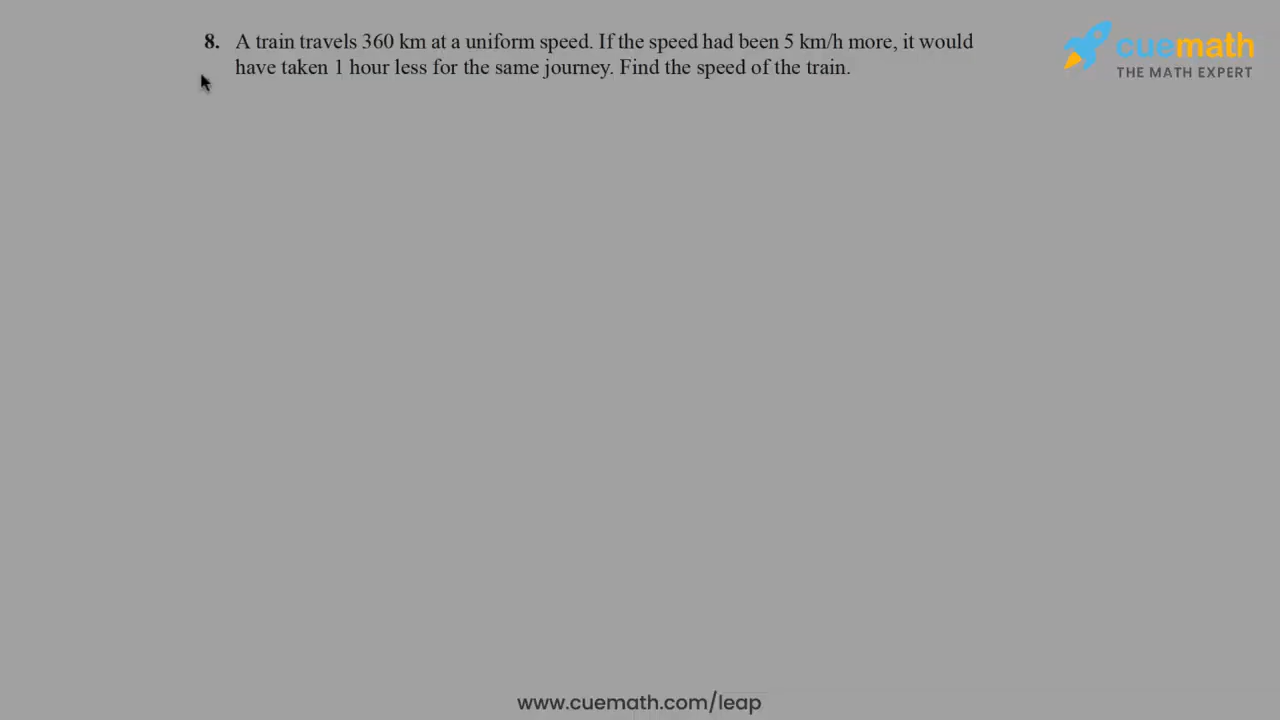 8. A train travels 360 km at a uniform speed. If the speed had been 5 km/h more, it would
have taken 1 hour less for the same journey. Find the speed of the train.
cuemath
THE MATH EXPERT
www.cuemath.com/leap